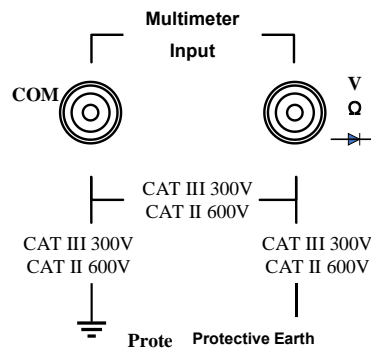 Multimeter
Input
COM
V
Ω
CAT III 300V
CAT II 600V
CAT III 300V
CAT II 600V
CAT III 300V
CAT II 600V
Prote Protective Earth